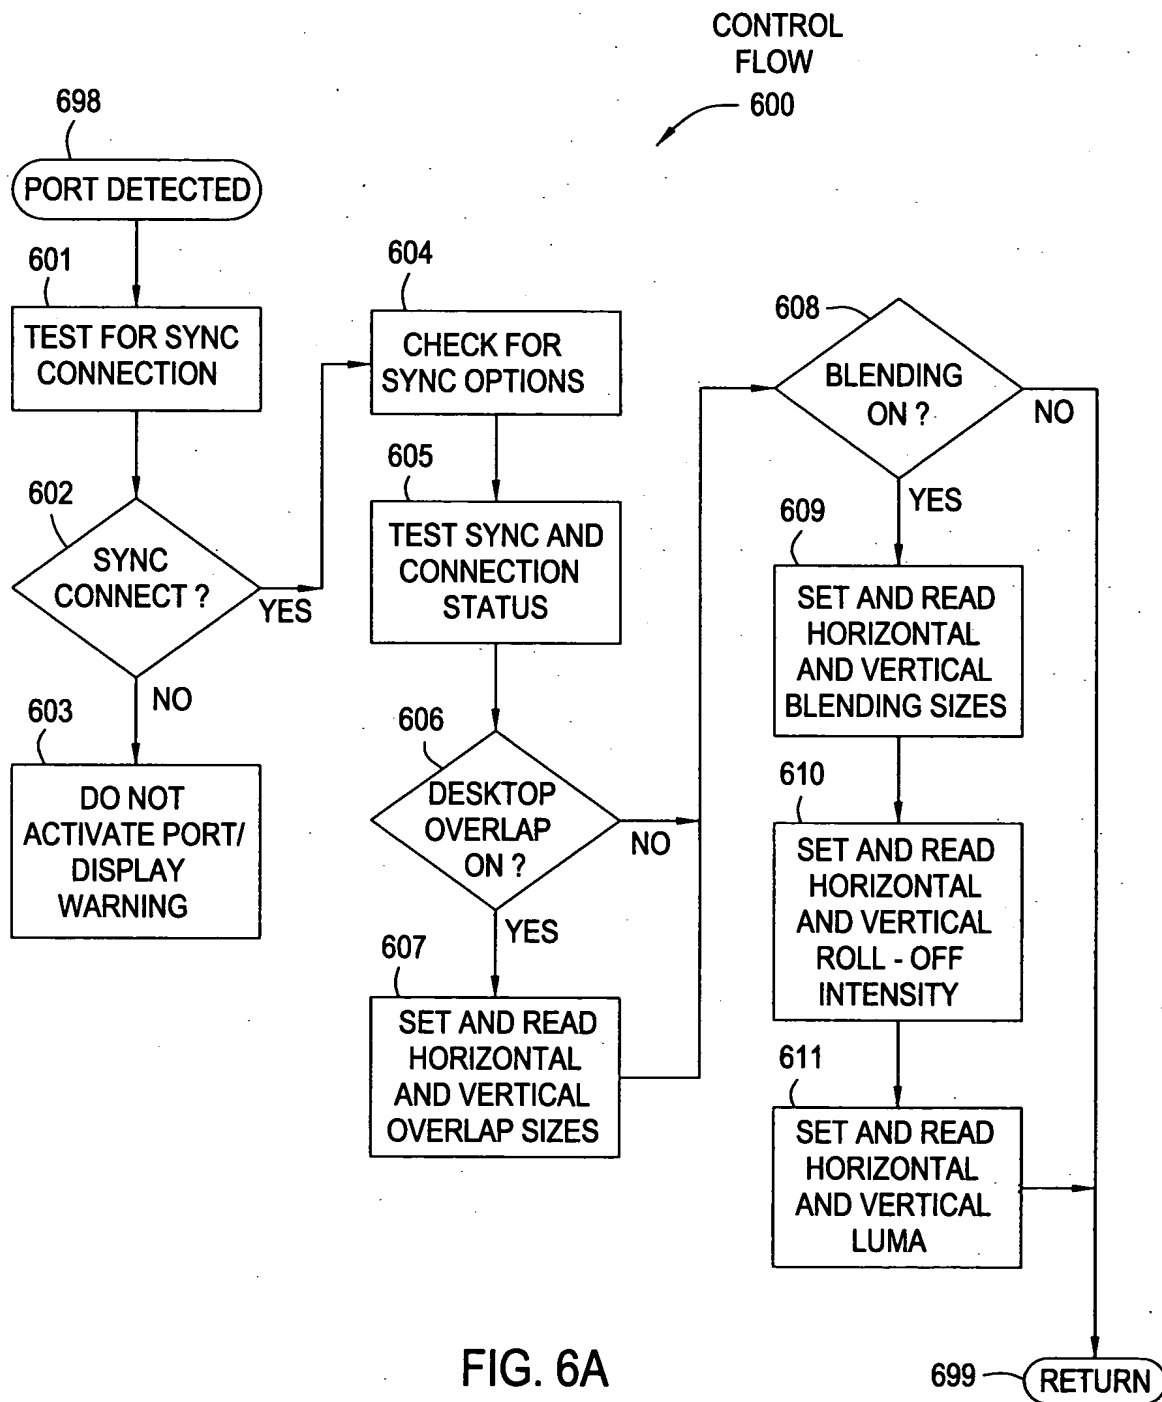 CONTROL
FLOW
600
698
PORT DETECTED
601
TEST FOR SYNC
CONNECTION
602
SYNC
CONNECT ?
YES
NO
603
DO NOT
ACTIVATE PORT/
DISPLAY
WARNING
604
CHECK FOR
SYNC OPTIONS
605
TEST SYNC AND
CONNECTION
STATUS
606
DESKTOP
OVERLAP
ON ?
NO
YES
607
SET AND READ
HORIZONTAL
AND VERTICAL
OVERLAP SIZES
608
BLENDING
ON ?
NO
YES
609
SET AND READ
HORIZONTAL
AND VERTICAL
BLENDING SIZES
610
SET AND READ
HORIZONTAL
AND VERTICAL
ROLL - OFF
INTENSITY
611
SET AND READ
HORIZONTAL
AND VERTICAL
LUMA
699
RETURN
FIG. 6A